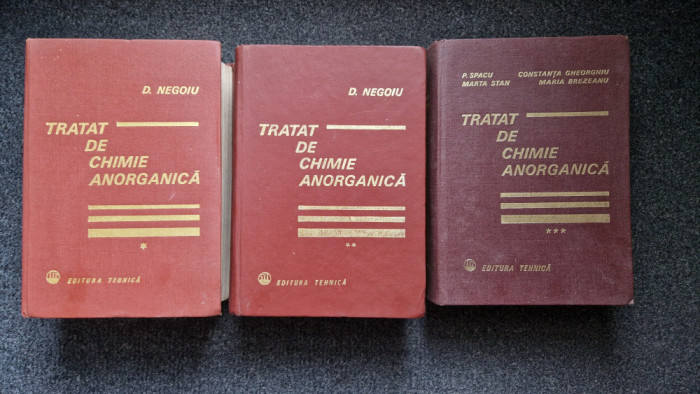 D. NEGOIU
TRATAT
DE
CHIMIE
ANORGANICĂ
*
EDITURA TEHNICĂ
D. NEGOIU
TRATAT
DE
CHIMIE
ANORGANICĂ
**
EDITURA TEHNICĂ
P. SPACU CONSTANŢA GHEORGHIU
MARTA STAN MARIA BREZEANU
TRATAT
DE
CHIMIE
ANORGANICĂ
***
EDITURA TEHNICĂ